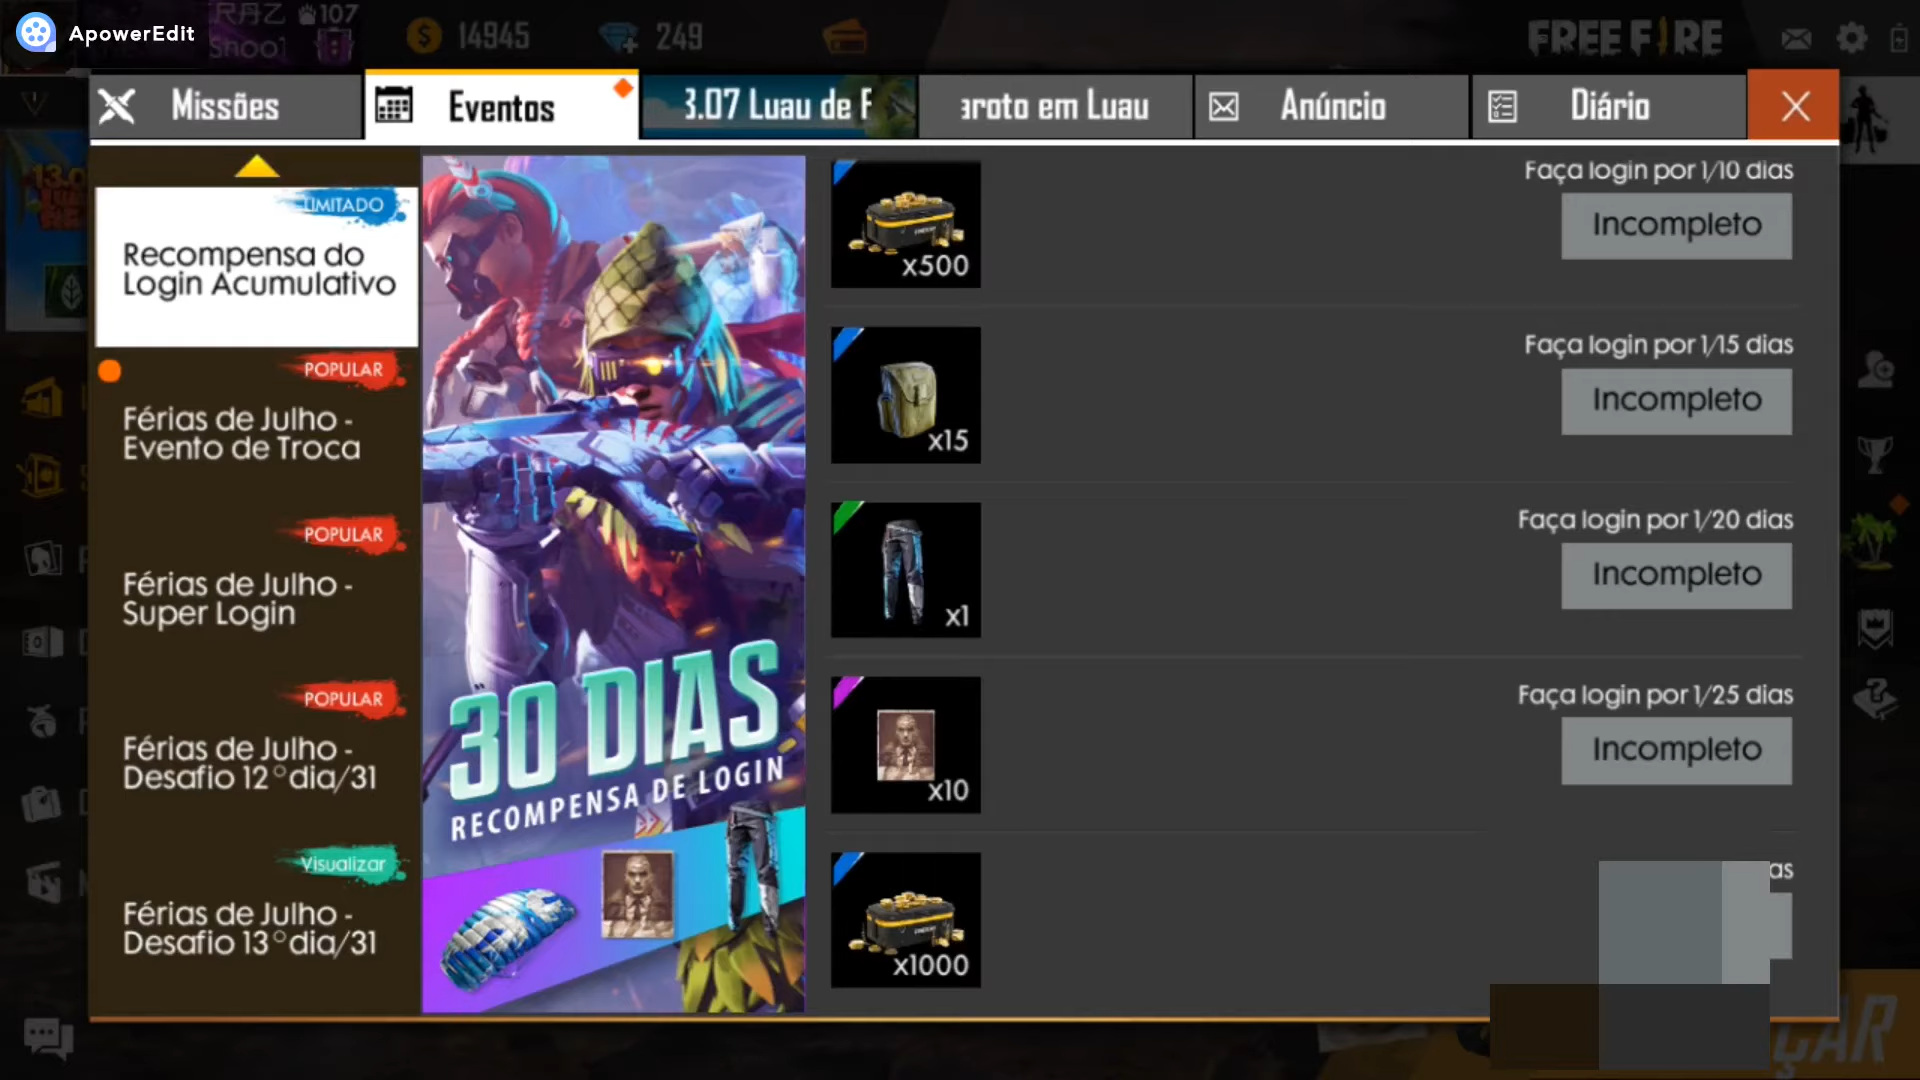 ApowerEdit
107
Snoo1
14945
249
FREE FIRE
Missões
Eventos
3.07 Luau de F
aroto em Luau
Anúncio
Diário
LIMITADO
Recompensa do
Login Acumulativo
POPULAR
Férias de Julho -
Evento de Troca
POPULAR
Férias de Julho -
Super Login
POPULAR
Férias de Julho -
Desafio 12°dia/31
Visualizar
Férias de Julho -
Desafio 13°dia/31
30 DIAS
RECOMPENSA DE LOGIN
x500
Faça login por 1/10 dias
Incompleto
x15
Faça login por 1/15 dias
Incompleto
x1
Faça login por 1/20 dias
Incompleto
x10
Faça login por 1/25 dias
Incompleto
x1000
as
ÇAR